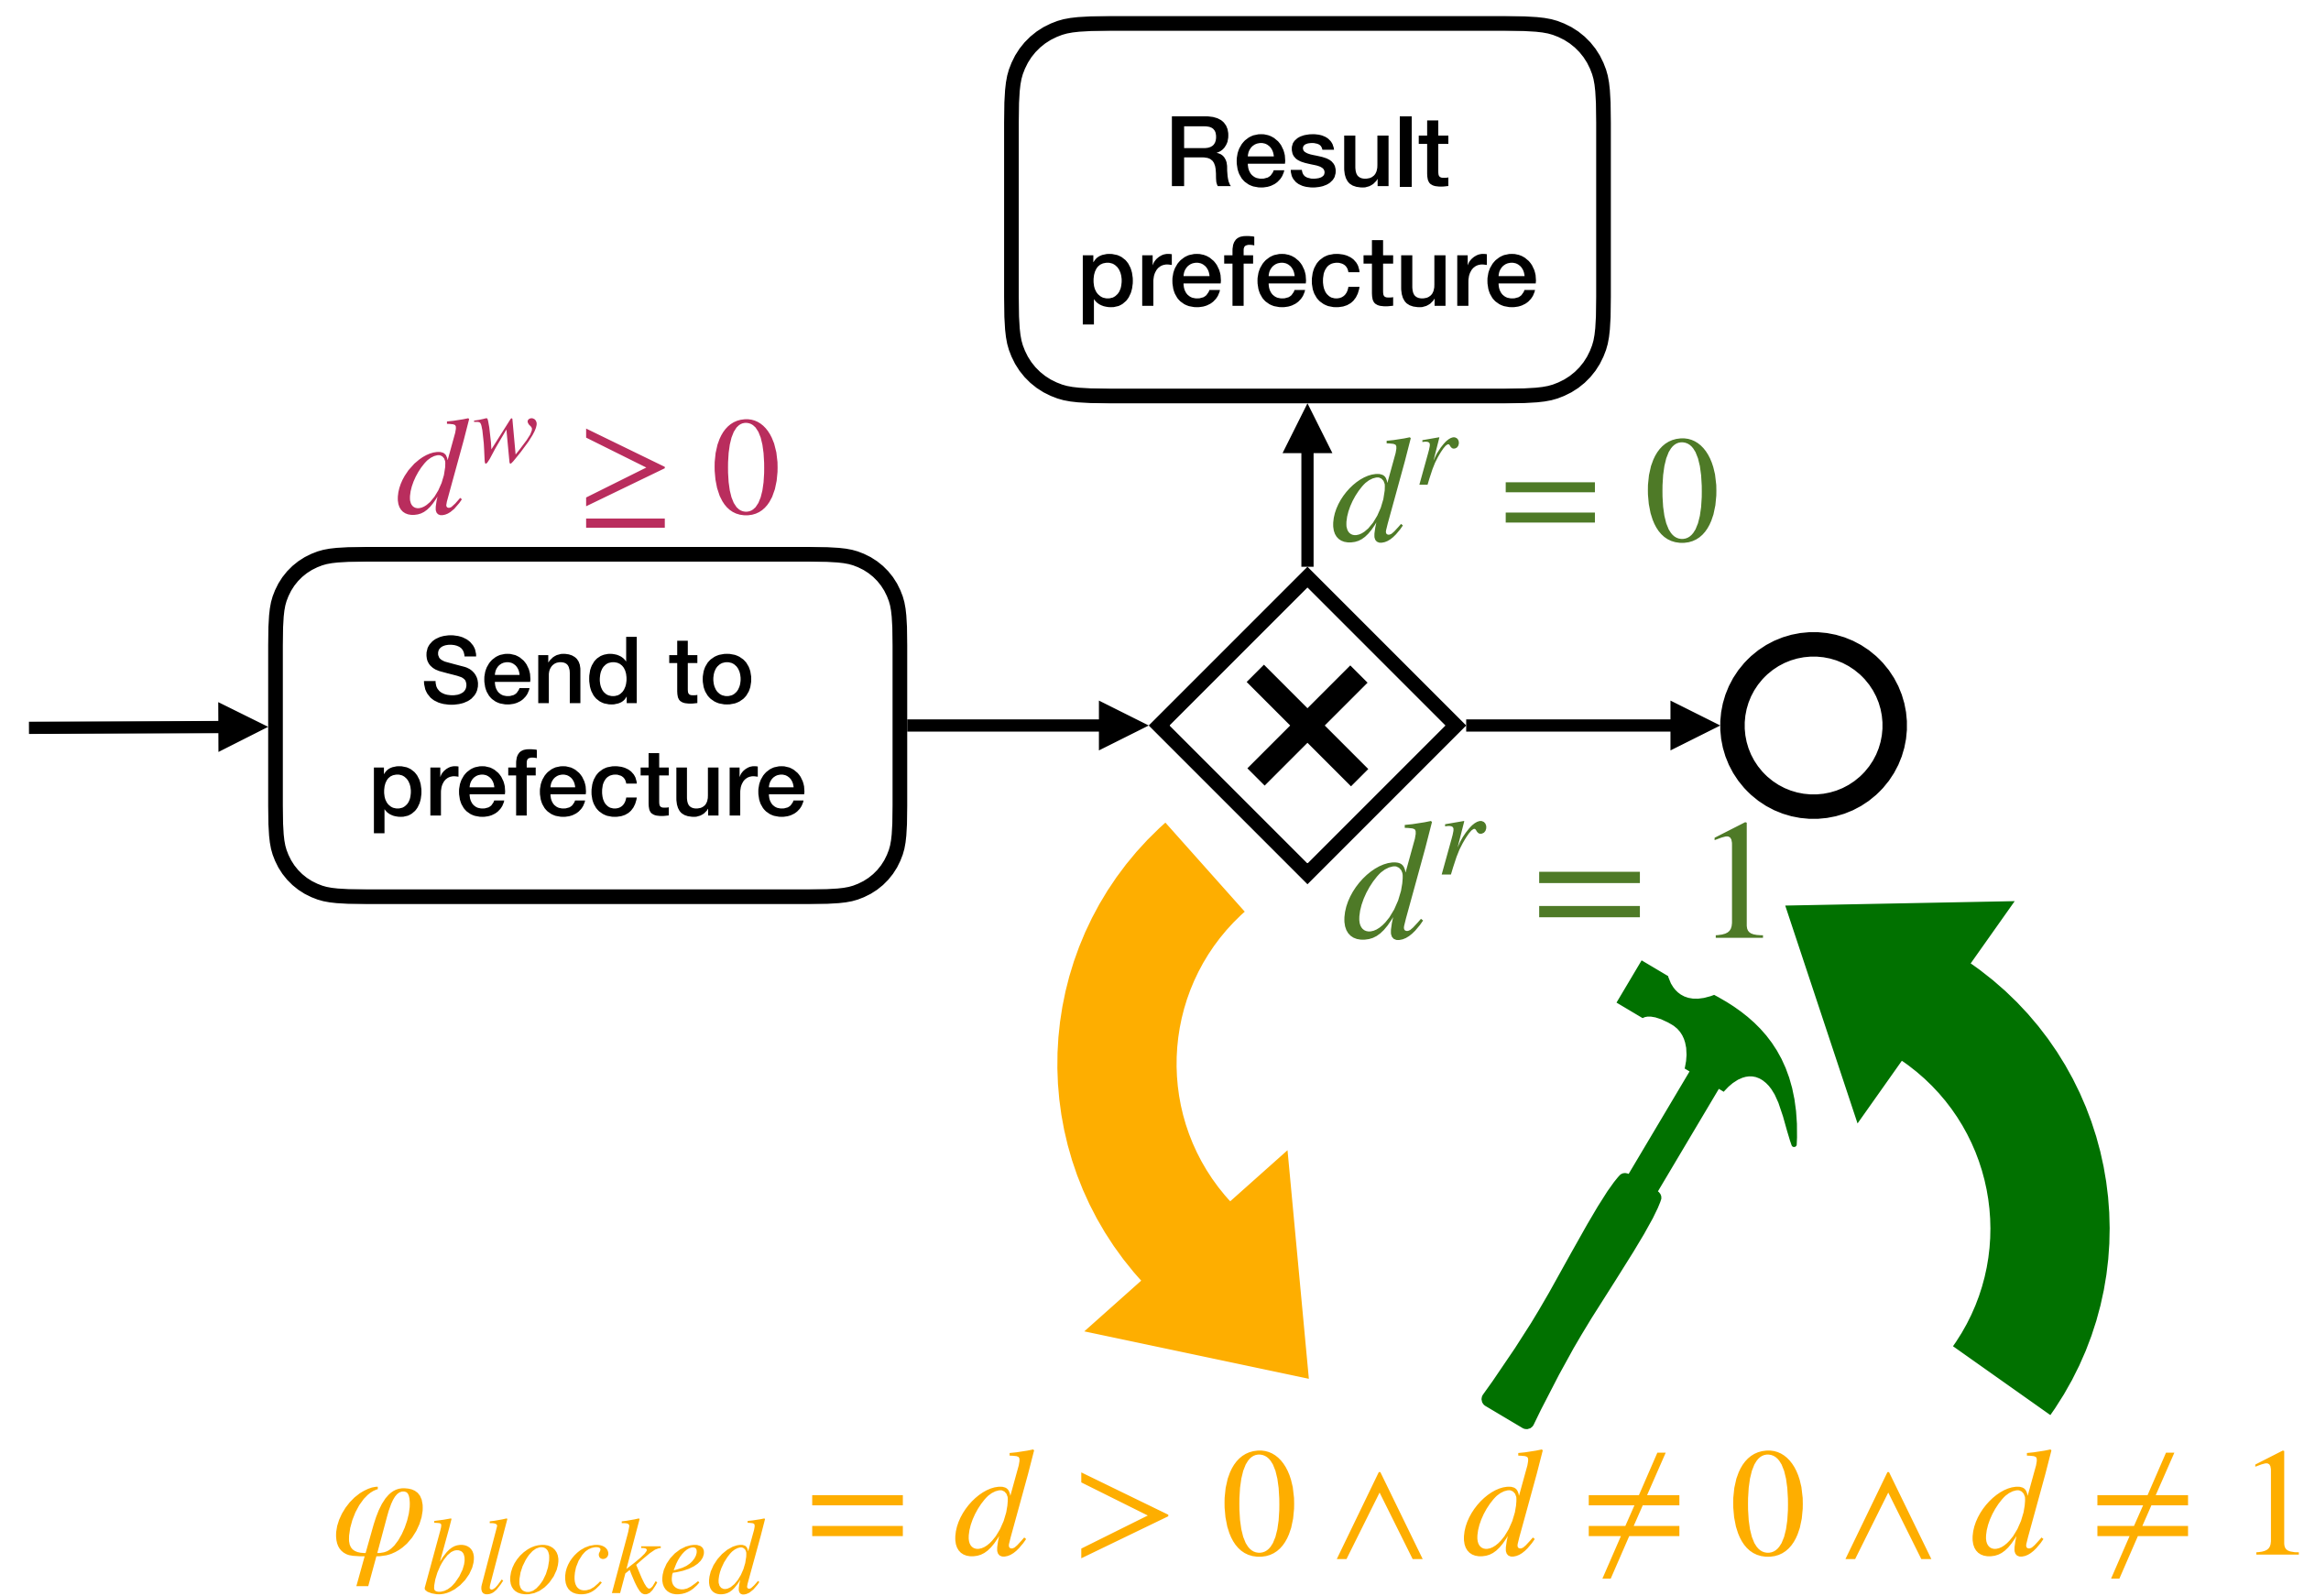 Result
prefecture
d^w ≥ 0
d^r = 0
Send to
prefecture
d^r = 1
φ_blocked = d > 0 ∧ d ≠ 0 ∧ d ≠ 1